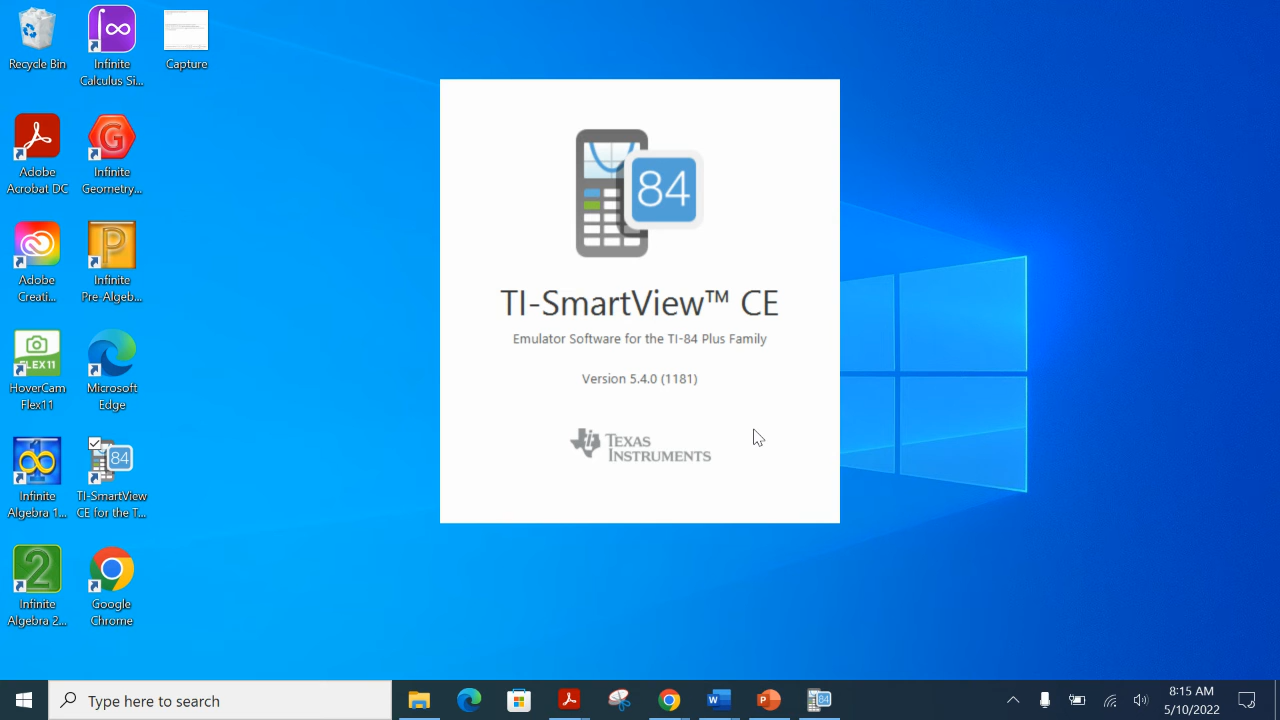 Recycle Bin
Infinite
Calculus Si...
Capture
Adobe
Acrobat DC
Infinite
Geometry...
Adobe
Creati...
Infinite
Pre-Algeb...
FLEX11
HoverCam
Flex11
Microsoft
Edge
Infinite
Algebra 1...
84
TI-SmartView
CE for the T...
2
Infinite
Algebra 2...
Google
Chrome
84
TI-SmartView™ CE
Emulator Software for the TI-84 Plus Family
Version 5.4.0 (1181)
TEXAS
INSTRUMENTS
Type here to search
8:15 AM
5/10/2022